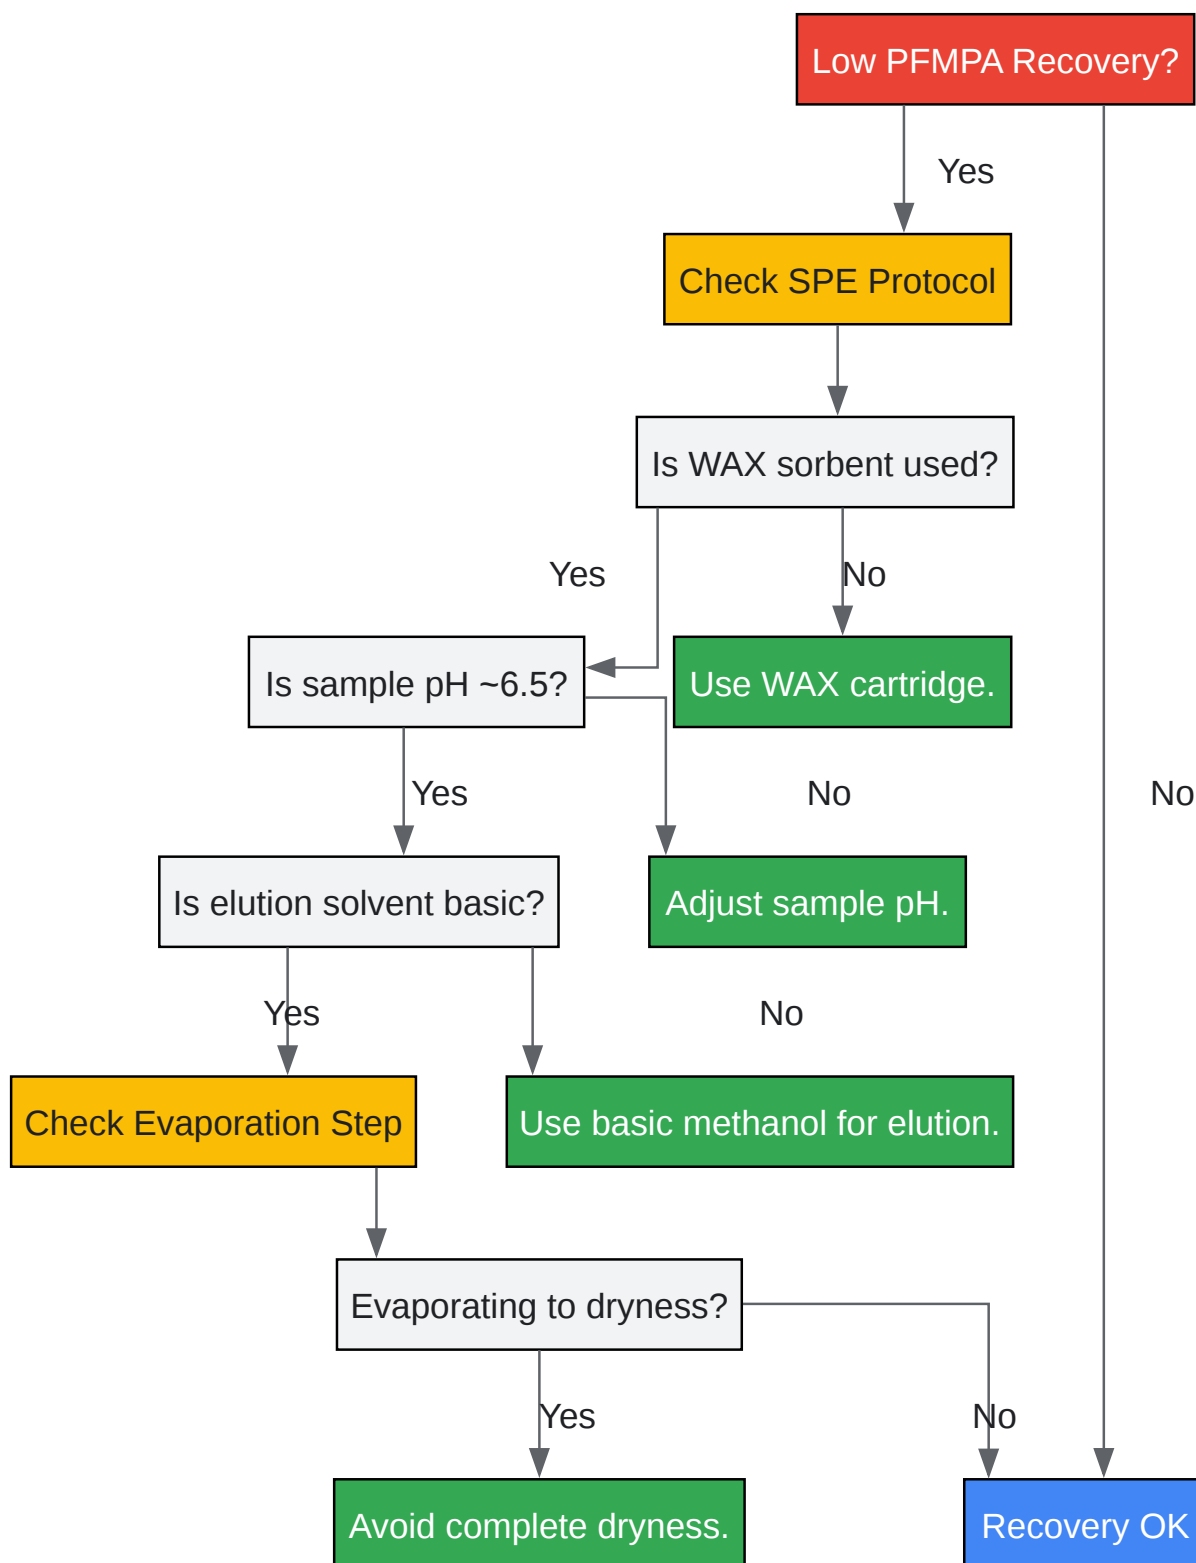 Low PFMPA Recovery?
Yes
Check SPE Protocol
Is WAX sorbent used?
Yes
No
Is sample pH ~6.5?
Use WAX cartridge.
Yes
No
No
Is elution solvent basic?
Adjust sample pH.
Yes
No
Check Evaporation Step
Use basic methanol for elution.
Evaporating to dryness?
Yes
No
Avoid complete dryness.
Recovery OK